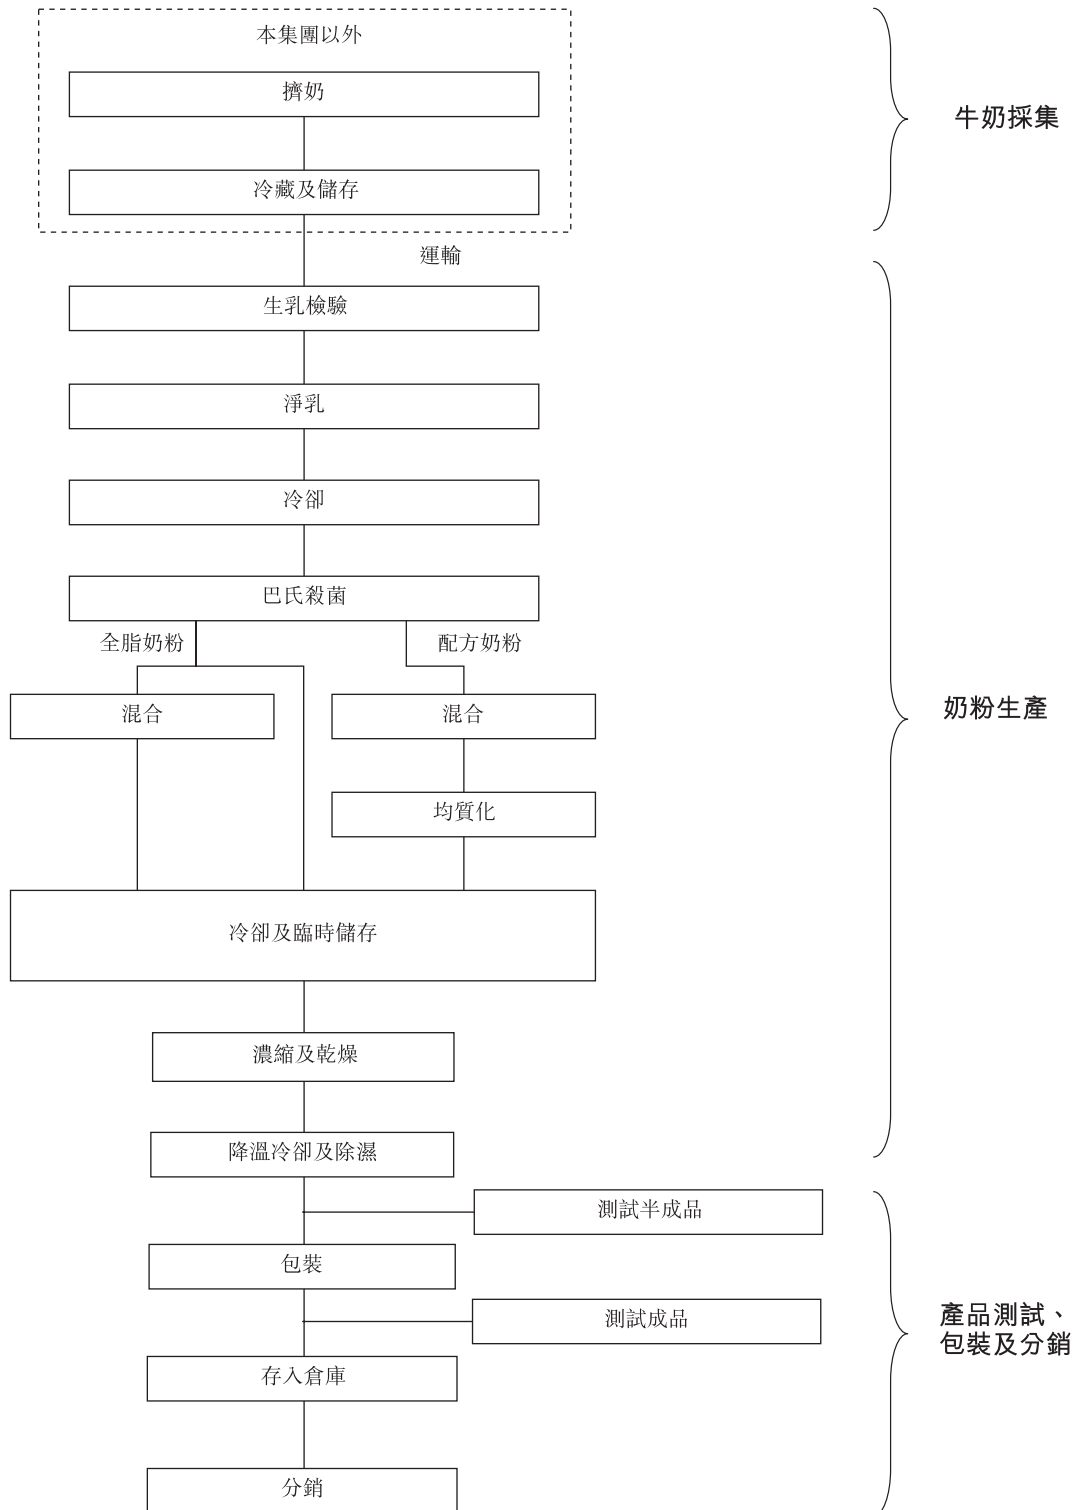 本集團以外
擠奶
牛奶採集
冷藏及儲存
運輸
生乳檢驗
淨乳
冷卻
巴氏殺菌
全脂奶粉
配方奶粉
混合
混合
奶粉生產
均質化
冷卻及臨時儲存
濃縮及乾燥
降溫冷卻及除濕
測試半成品
包裝
測試成品
產品測試、
包裝及分銷
存入倉庫
分銷